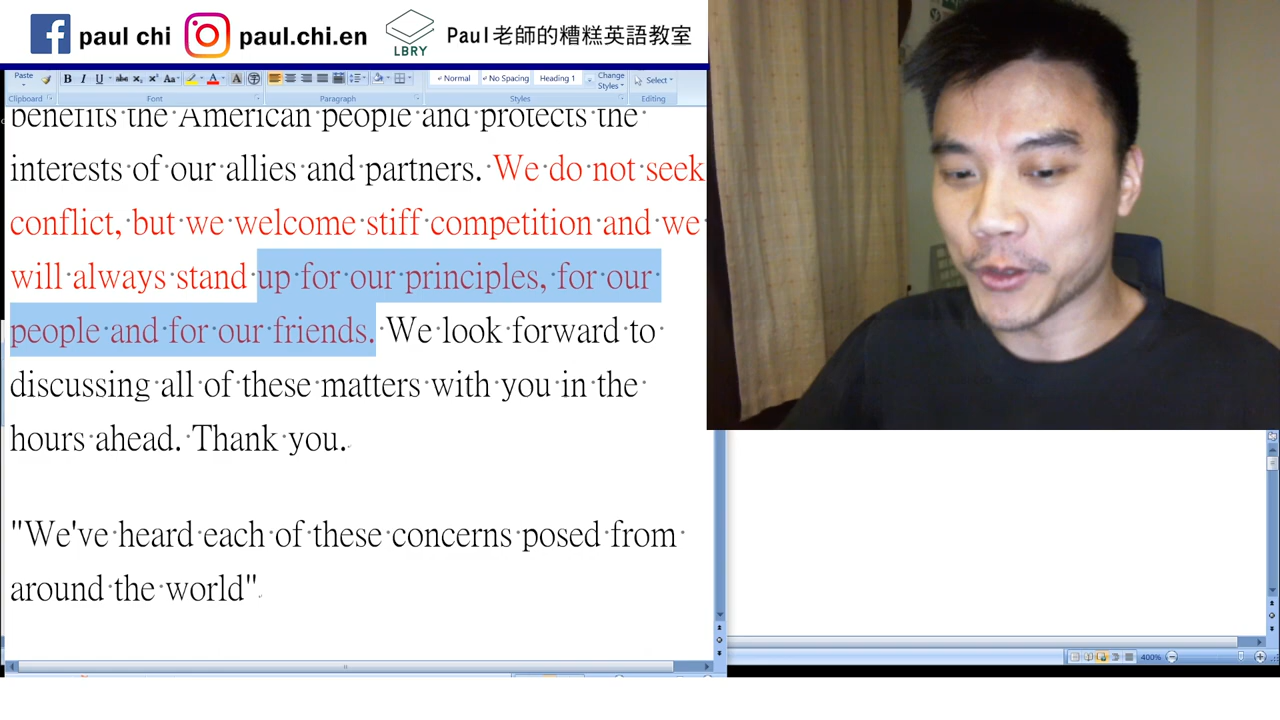 paul chi paul.chi.en LBRY Paul老師的糟糕英語教室
Paste B I U abc x₂ x² Aa A A Normal No Spacing Heading 1 Change Styles Select
Clipboard Font Paragraph Styles Editing
benefits the American people and protects the
interests of our allies and partners. We do not seek
conflict, but we welcome stiff competition and we
will always stand up for our principles, for our
people and for our friends. We look forward to
discussing all of these matters with you in the
hours ahead. Thank you.
"We've heard each of these concerns posed from
around the world"
400%